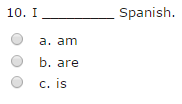 10. I __________ Spanish.
a. am
b. are
c. is